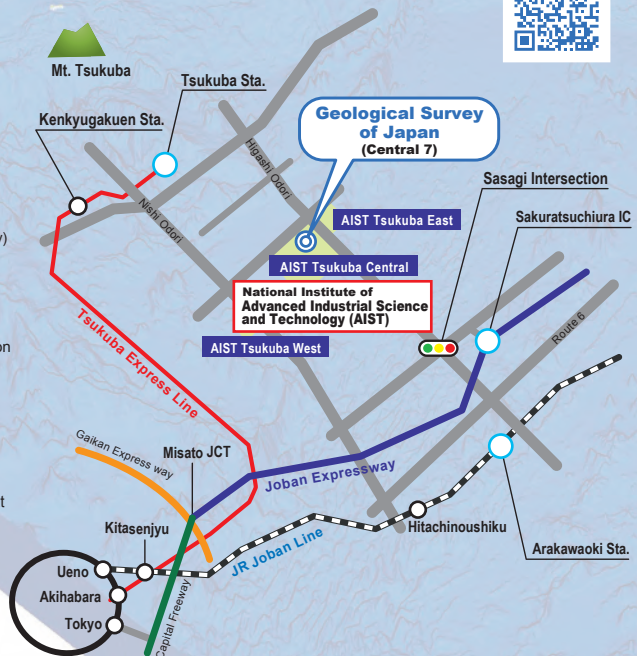 Mt. Tsukuba
Tsukuba Sta.
Kenkyugakuen Sta.
Geological Survey
of Japan
(Central 7)
Higashi Odori
Sasagi Intersection
Nishi Odori
AIST Tsukuba East
Sakuratsuchiura IC
y)
AIST Tsukuba Central
National Institute of
Advanced Industrial Science
and Technology (AIST)
AIST Tsukuba West
on
Route 6
Tsukuba Express Line
Gaikan Express way
Misato JCT
Joban Expressway
t
Kitasenjyu
Hitachinoushiku
JR Joban Line
Arakawaoki Sta.
Ueno
Akihabara
Tokyo
Capital Freeway